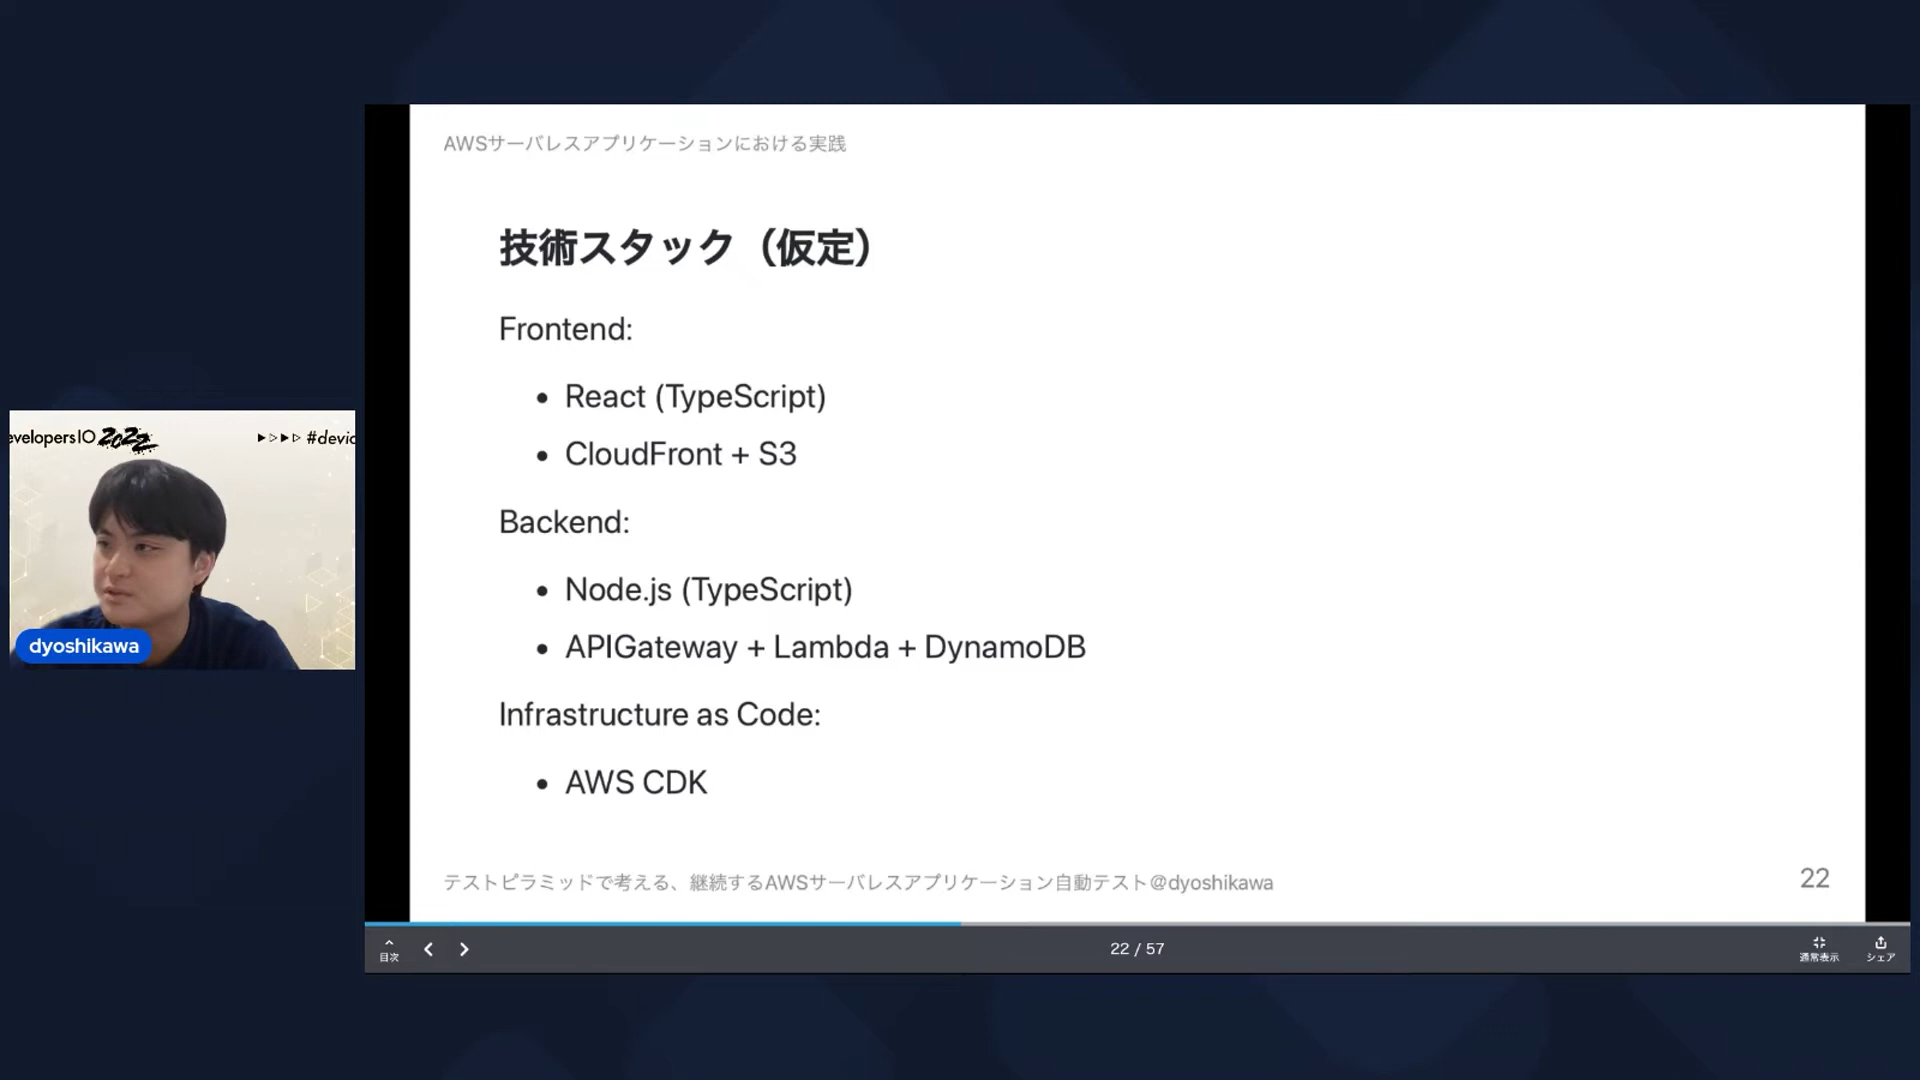 AWSサーバレスアプリケーションにおける実践
技術スタック（仮定）
Frontend:
• React (TypeScript)
• CloudFront + S3
Backend:
• Node.js (TypeScript)
• APIGateway + Lambda + DynamoDB
Infrastructure as Code:
• AWS CDK
テストピラミッドで考える、継続するAWSサーバレスアプリケーション自動テスト@dyoshikawa
22
evelopersIO 2022
#devio
dyoshikawa
目次
22 / 57
通常表示
シェア